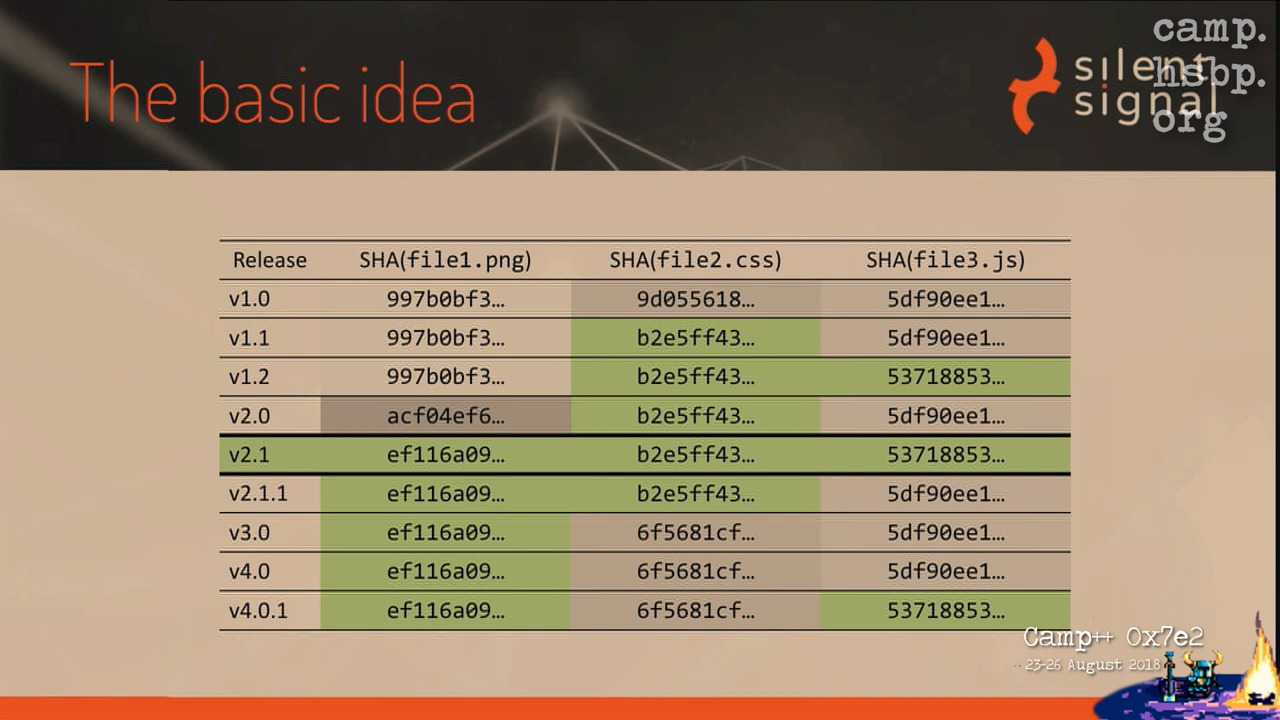 The basic idea
silent
signal
camp.
hsbp.
org
Release SHA(file1.png) SHA(file2.css) SHA(file3.js)
v1.0 997b0bf3… 9d055618… 5df90ee1…
v1.1 997b0bf3… b2e5ff43… 5df90ee1…
v1.2 997b0bf3… b2e5ff43… 53718853…
v2.0 acf04ef6… b2e5ff43… 5df90ee1…
v2.1 ef116a09… b2e5ff43… 53718853…
v2.1.1 ef116a09… b2e5ff43… 5df90ee1…
v3.0 ef116a09… 6f5681cf… 5df90ee1…
v4.0 ef116a09… 6f5681cf… 5df90ee1…
v4.0.1 ef116a09… 6f5681cf… 53718853…
Camp++ 0x7e2
23-26 August 2018